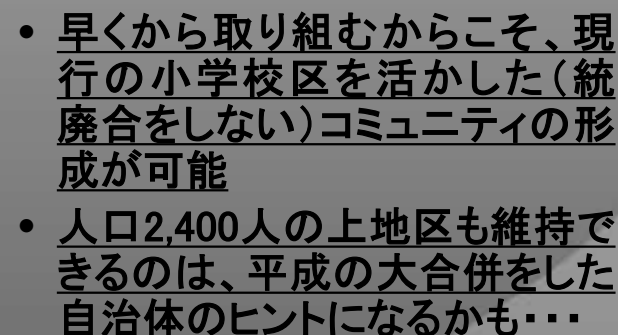 • 早くから取り組むからこそ、現
行の小学校区を活かした（統
廃合をしない）コミュニティの形
成が可能
• 人口2,400人の上地区も維持で
きるのは、平成の大合併をした
自治体のヒントになるかも・・・